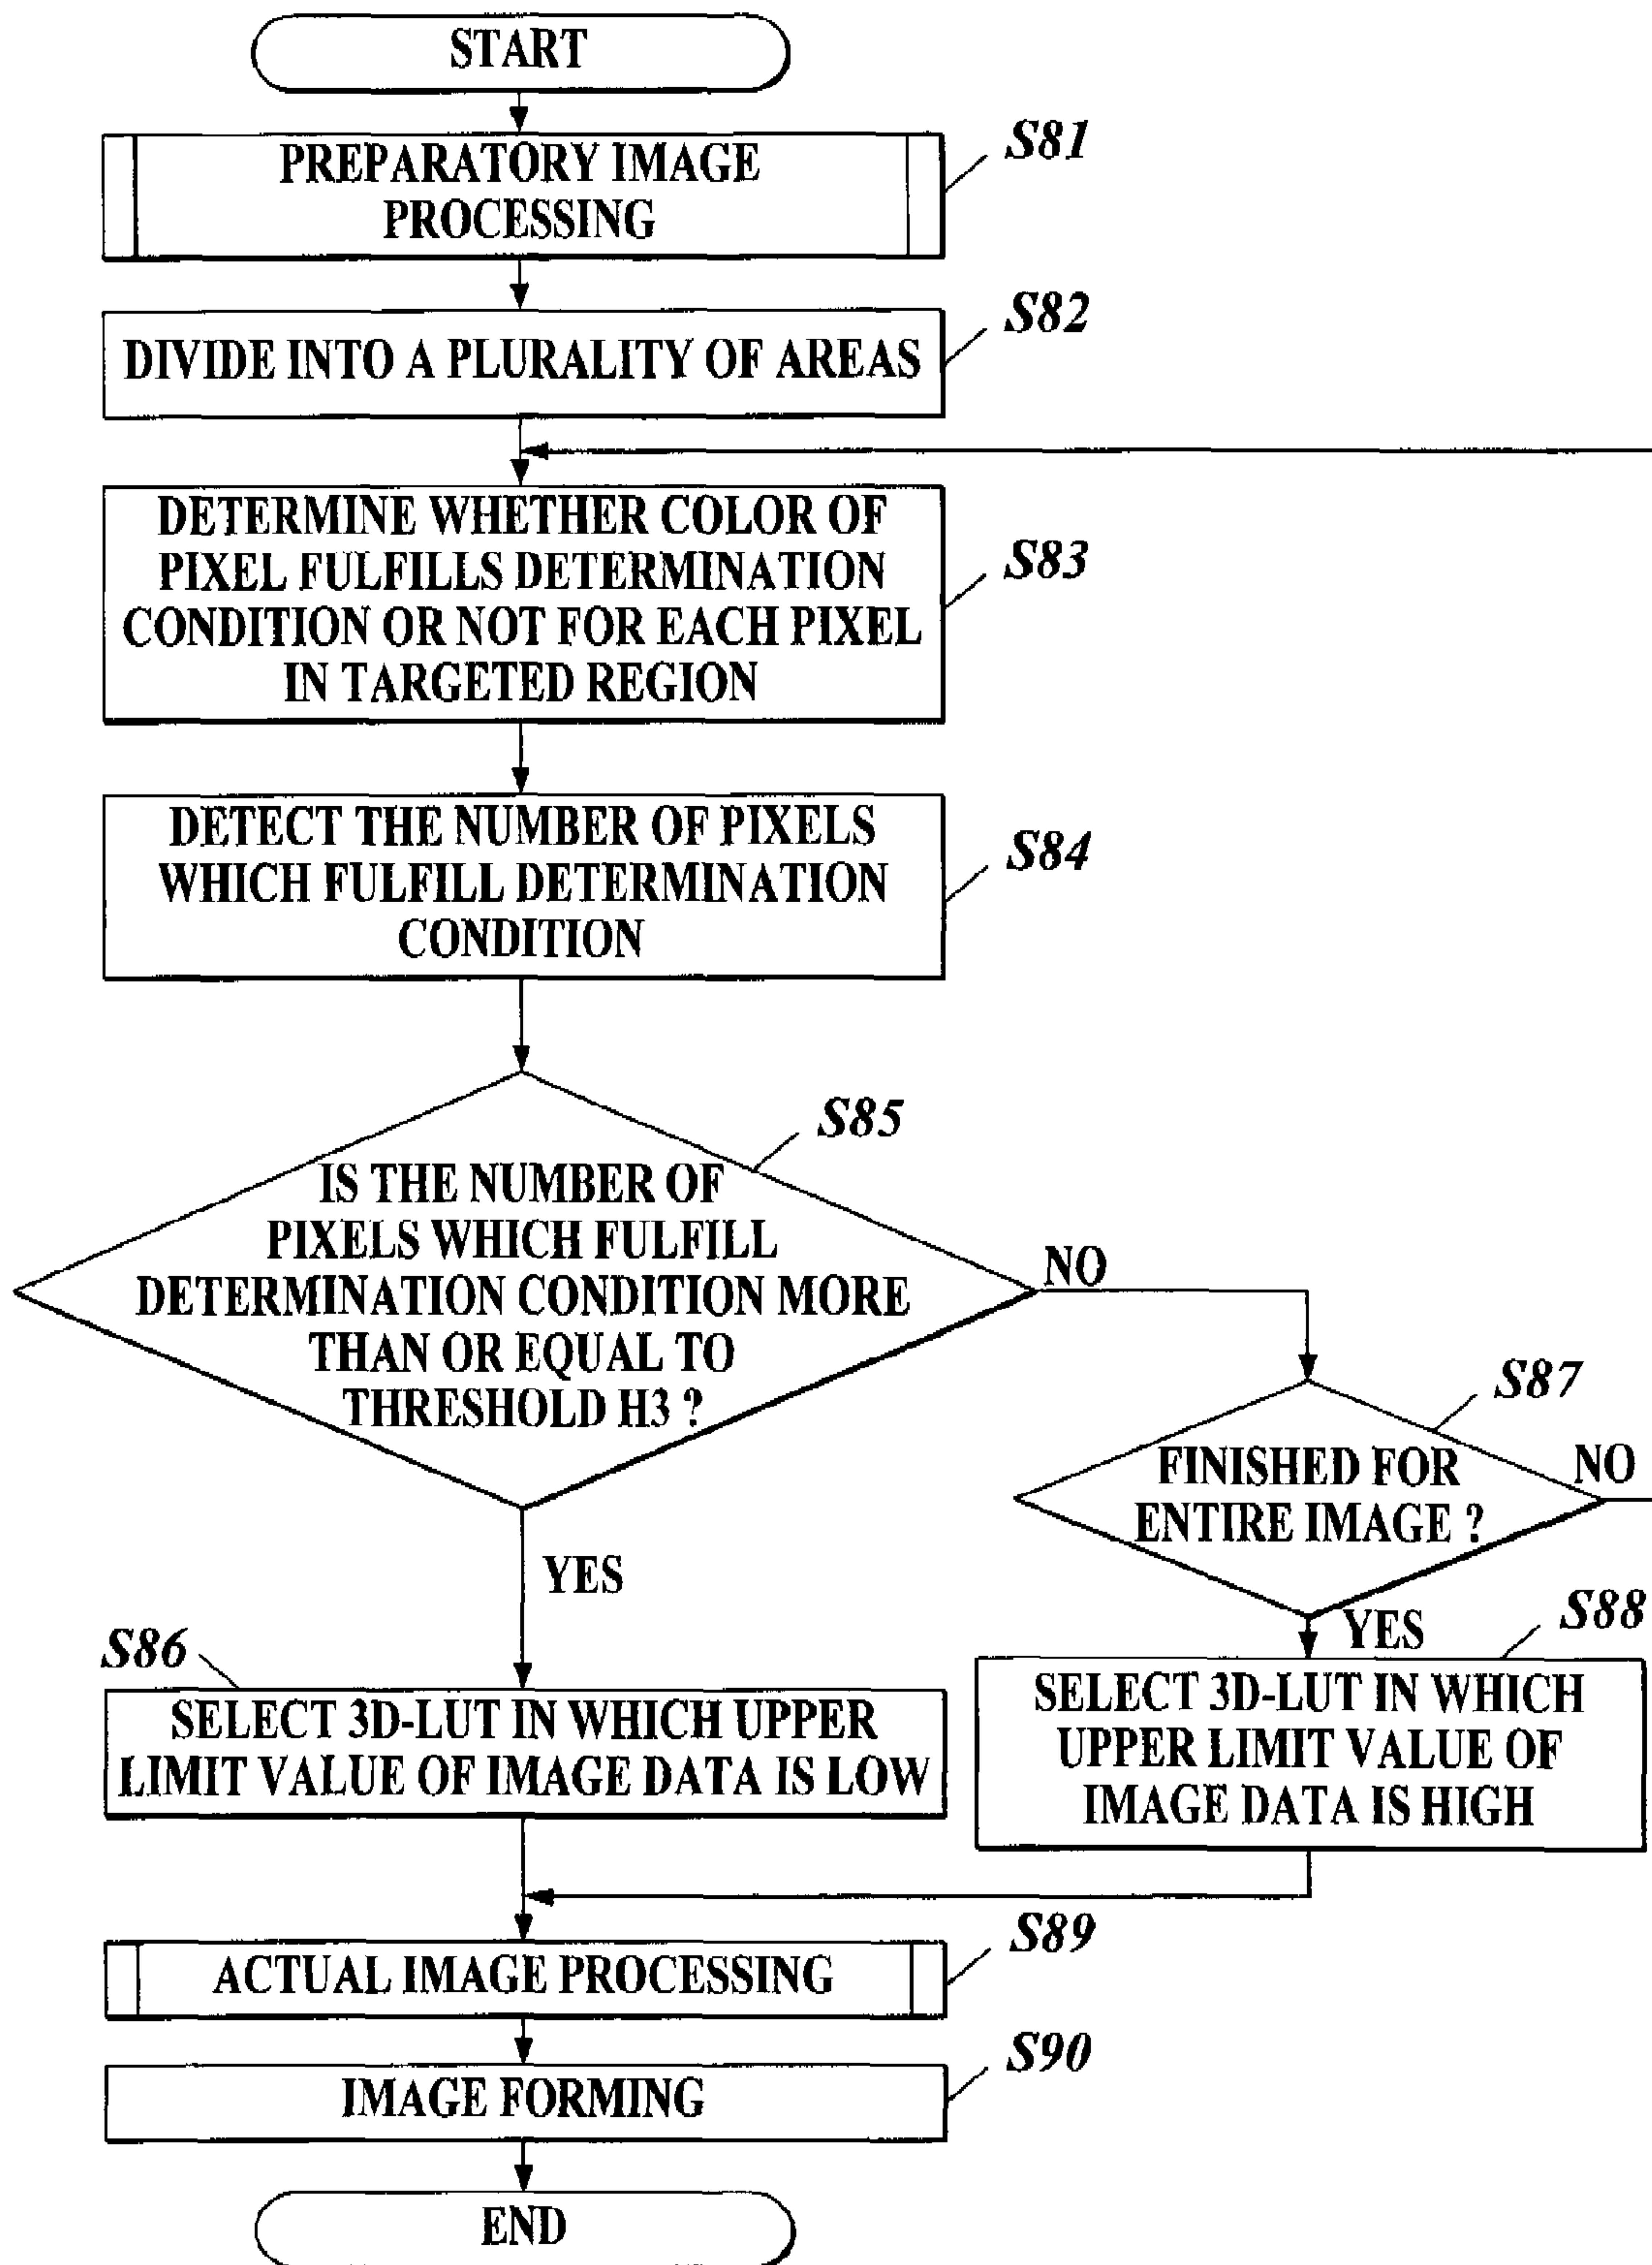 START
PREPARATORY IMAGE
PROCESSING
S81
DIVIDE INTO A PLURALITY OF AREAS
S82
DETERMINE WHETHER COLOR OF
PIXEL FULFILLS DETERMINATION
CONDITION OR NOT FOR EACH PIXEL
IN TARGETED REGION
S83
DETECT THE NUMBER OF PIXELS
WHICH FULFILL DETERMINATION
CONDITION
S84
S85
IS THE NUMBER OF
PIXELS WHICH FULFILL
DETERMINATION CONDITION MORE
THAN OR EQUAL TO
THRESHOLD H3 ?
NO
S87
FINISHED FOR
ENTIRE IMAGE ?
NO
YES
YES
S86
SELECT 3D-LUT IN WHICH UPPER
LIMIT VALUE OF IMAGE DATA IS LOW
S88
SELECT 3D-LUT IN WHICH
UPPER LIMIT VALUE OF
IMAGE DATA IS HIGH
ACTUAL IMAGE PROCESSING
S89
IMAGE FORMING
S90
END